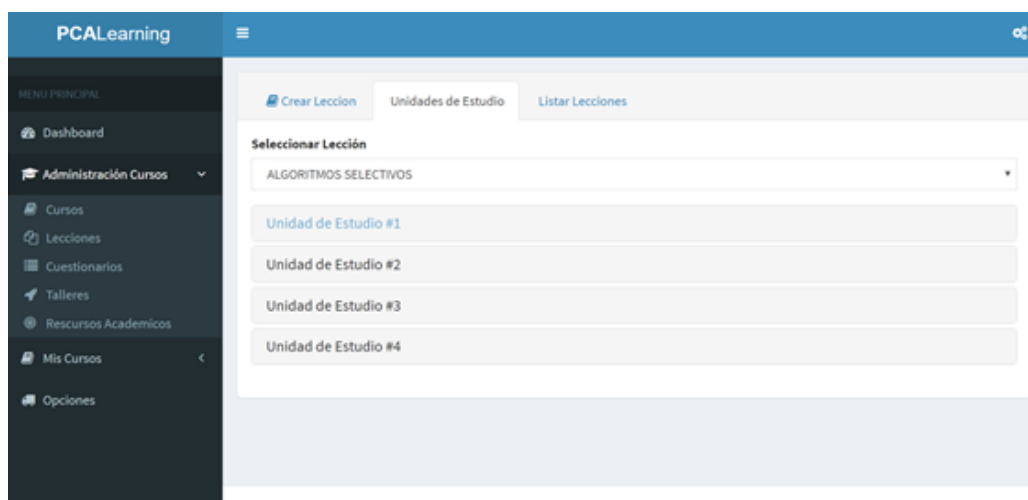 PCALearning
MENU PRINCIPAL
Dashboard
Administración Cursos
Cursos
Lecciones
Cuestionarios
Talleres
Rescursos Academicos
Mis Cursos
Opciones
Crear Leccion Unidades de Estudio Listar Lecciones
Seleccionar Lección
ALGORITMOS SELECTIVOS
Unidad de Estudio #1
Unidad de Estudio #2
Unidad de Estudio #3
Unidad de Estudio #4